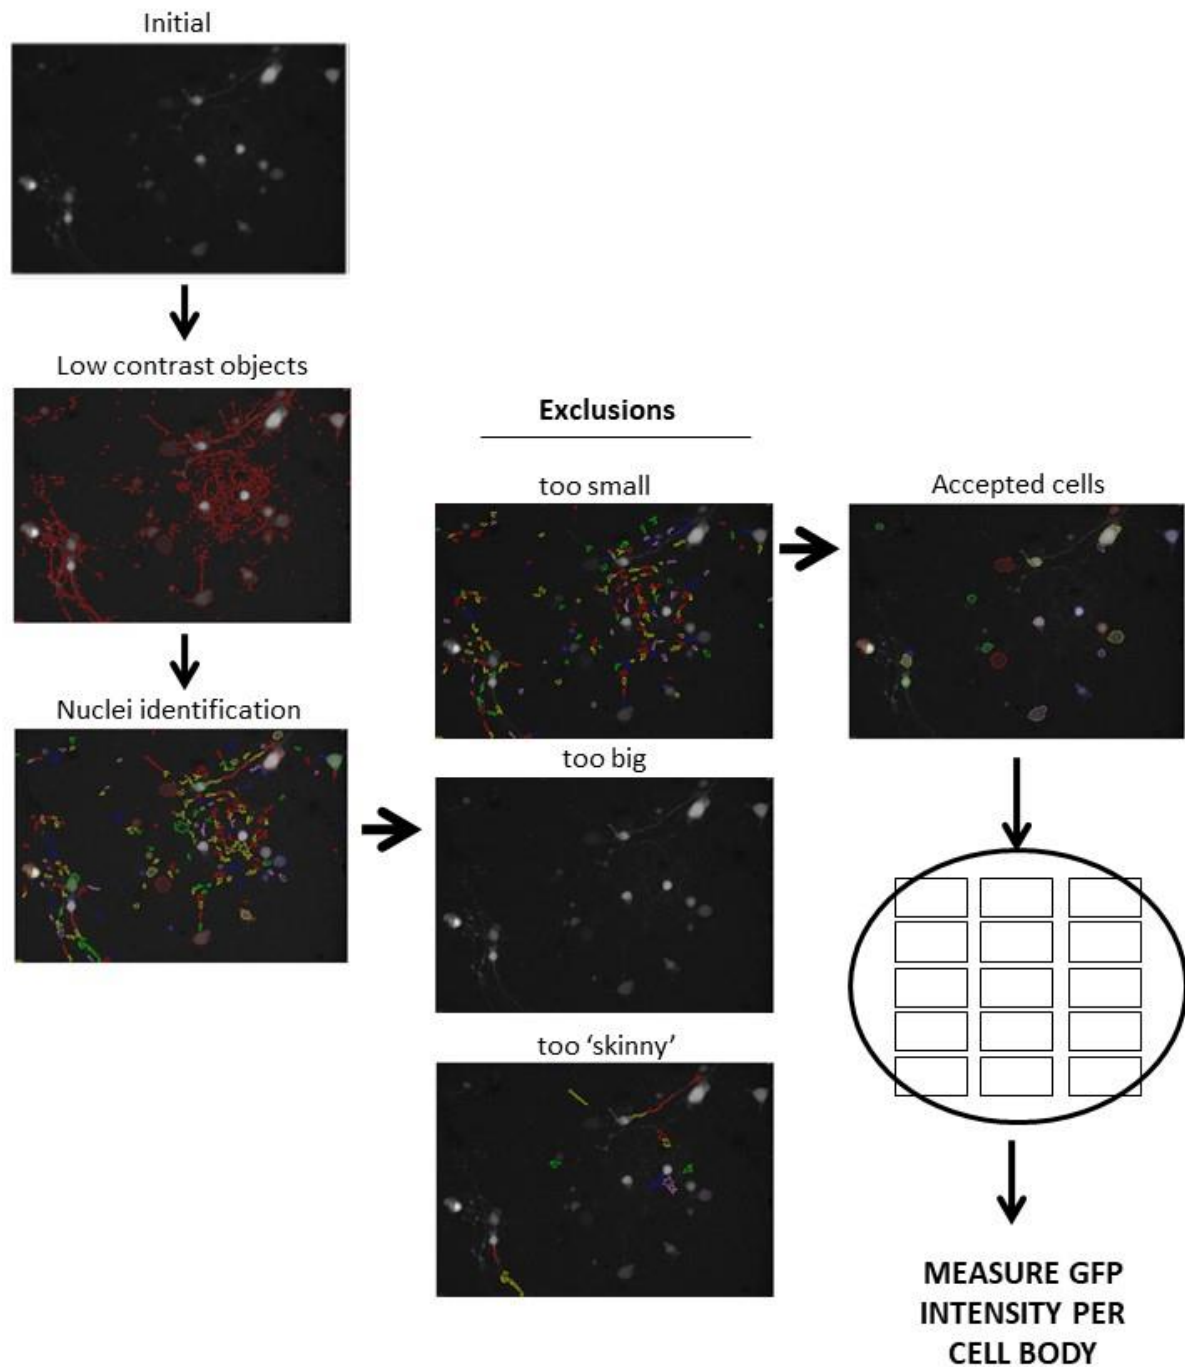 Initial
Low contrast objects
Nuclei identification
Exclusions
too small
too big
too ‘skinny’
Accepted cells
MEASURE GFP
INTENSITY PER
CELL BODY